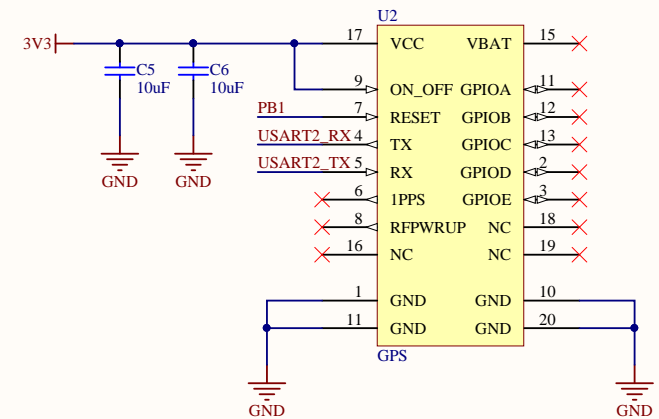 U2
3V3
17 VCC VBAT 15
C5 C6
10uF 10uF
9 ON_OFF GPIOA 11
PB1 7 RESET GPIOB 12
USART2_RX 4 TX GPIOC 13
USART2_TX 5 RX GPIOD 2
6 1PPS GPIOE 3
8 RFPWRUP NC 18
16 NC NC 19
GND GND
1 GND GND 10
11 GND GND 20
GPS
GND GND